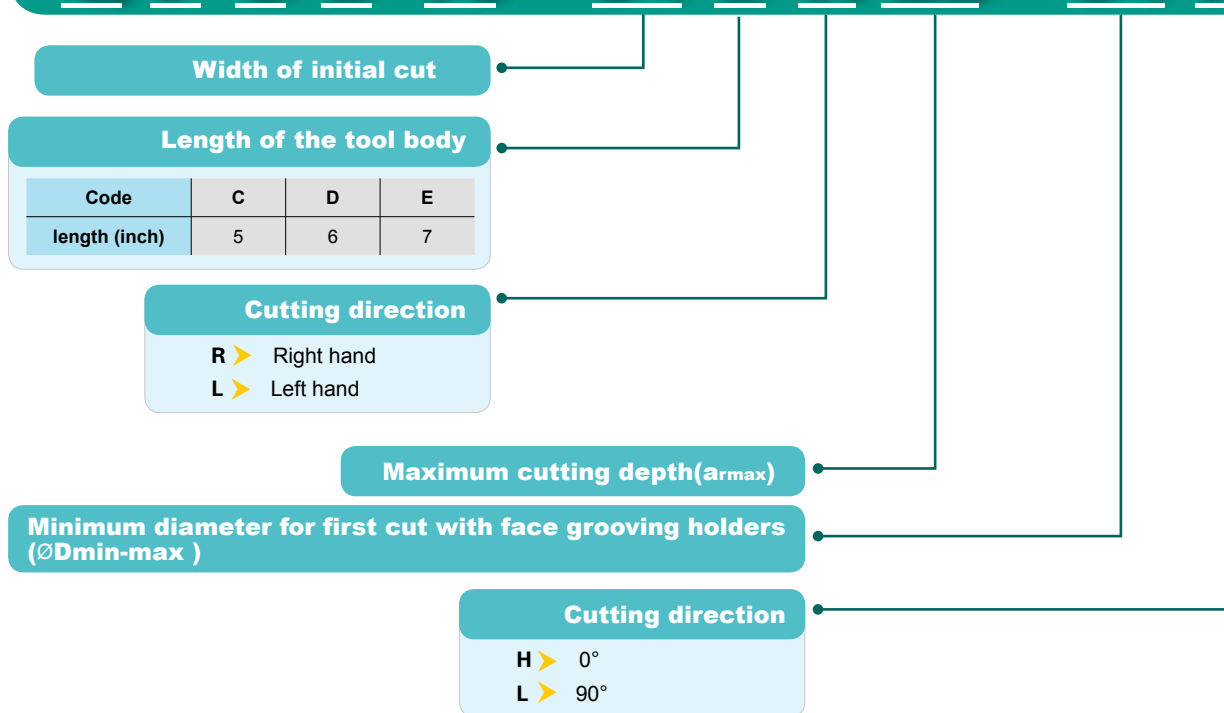 Width of initial cut
Length of the tool body
Code C D E
length (inch) 5 6 7
Cutting direction
R Right hand
L Left hand
Maximum cutting depth(armax)
Minimum diameter for first cut with face grooving holders
(ØDmin-max )
Cutting direction
H 0°
L 90°